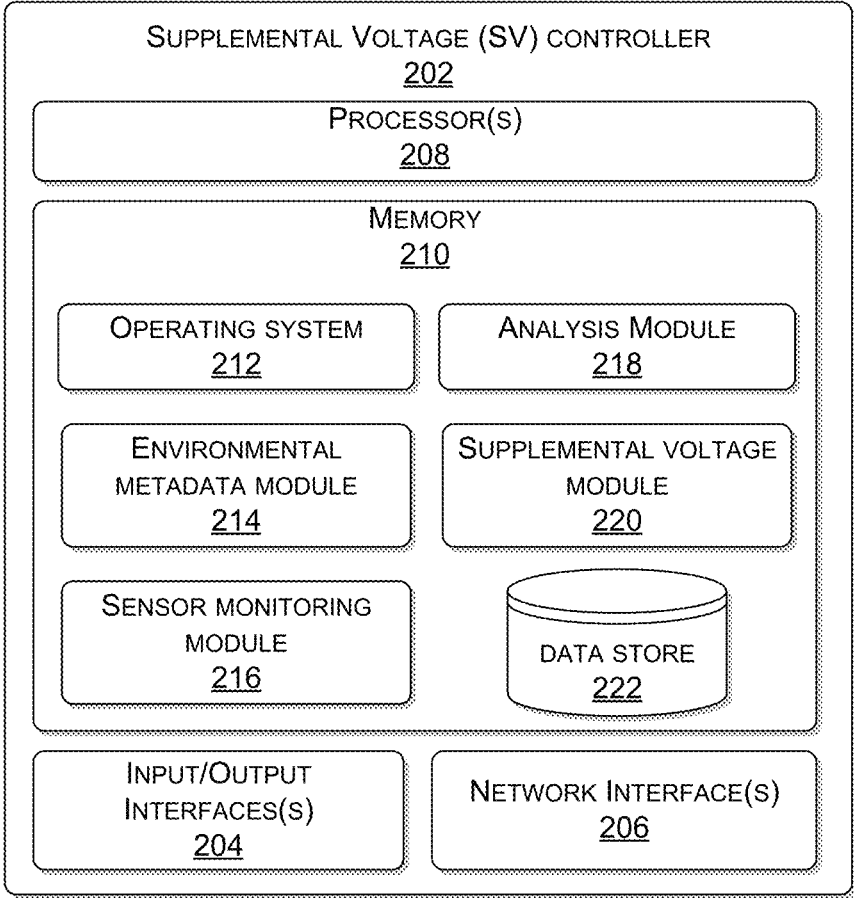 SUPPLEMENTAL VOLTAGE (SV) CONTROLLER
202
PROCESSOR(S)
208
MEMORY
210
OPERATING SYSTEM
212
ANALYSIS MODULE
218
ENVIRONMENTAL
METADATA MODULE
214
SUPPLEMENTAL VOLTAGE
MODULE
220
SENSOR MONITORING
MODULE
216
DATA STORE
222
INPUT/OUTPUT
INTERFACES(S)
204
NETWORK INTERFACE(S)
206